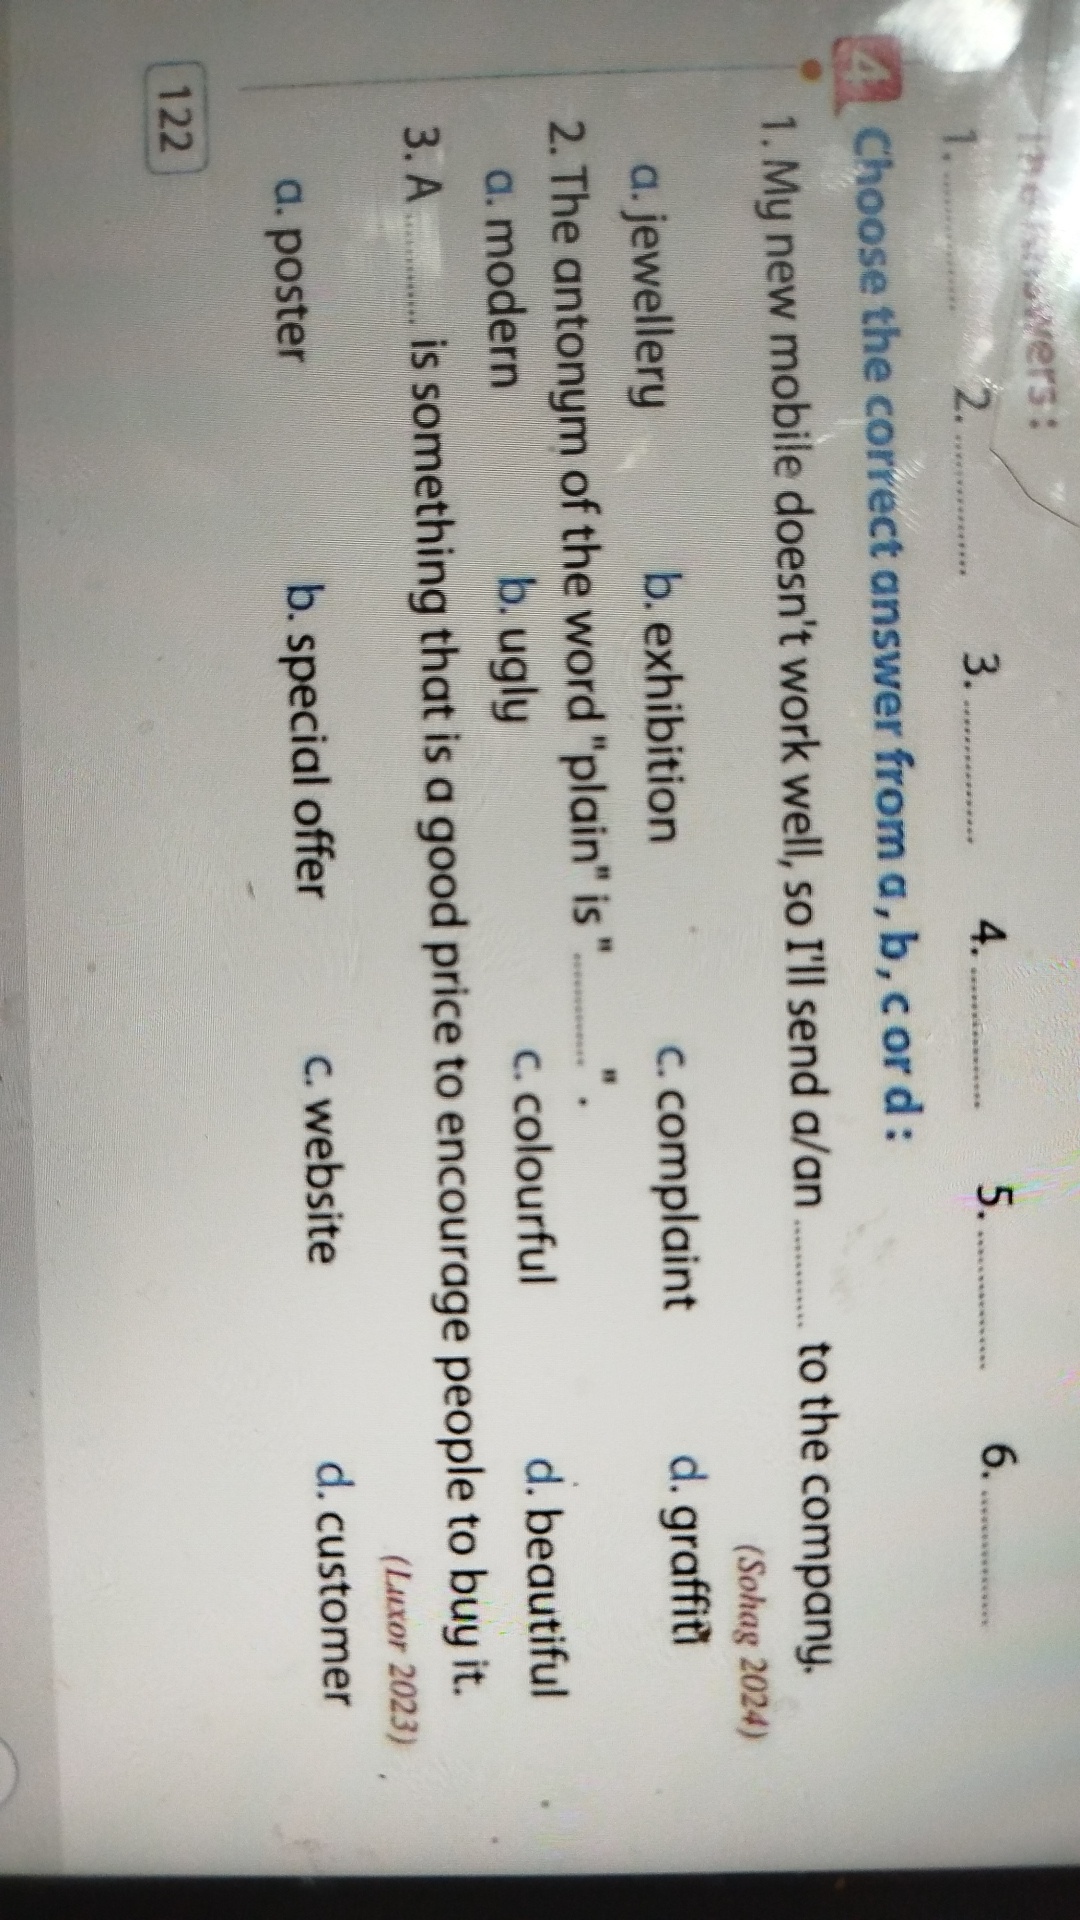 1. ............ 2. ............ 3. ............ 4. ............ 5. ............ 6. ............
4 Choose the correct answer from a, b, c or d :
1. My new mobile doesn't work well, so I'll send a/an ............ to the company.
(Sohag 2024)
a. jewellery b. exhibition c. complaint d. graffiti
2. The antonym of the word "plain" is " ............ " .
a. modern b. ugly c. colourful d. beautiful
3. A ............ is something that is a good price to encourage people to buy it.
(Luxor 2023)
a. poster b. special offer c. website d. customer
122